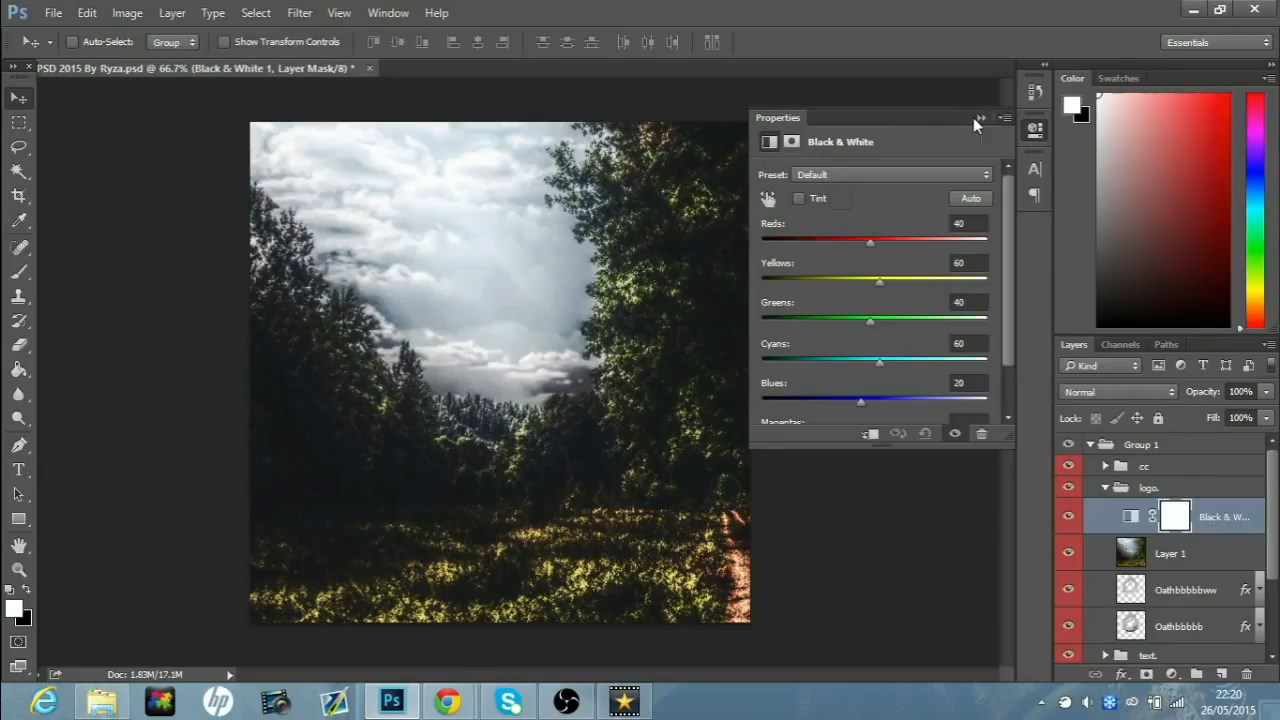 Ps File Edit Image Layer Type Select Filter View Window Help
Auto-Select: Group Show Transform Controls Essentials
PSD 2015 By Ryza.psd @ 66.7% (Black & White 1, Layer Mask/8) * ×
Color Swatches
Properties
Black & White
Preset: Default
Tint Auto
Reds: 40
Yellows: 60
Greens: 40
Cyans: 60
Blues: 20
Magentas:
Layers Channels Paths
Kind
Normal Opacity: 100%
Lock: Fill: 100%
Group 1
cc
logo.
Black & W...
Layer 1
Oathbbbbbww fx
Oathbbbbb fx
text.
Doc: 1.83M/17.1M
22:20
26/05/2015